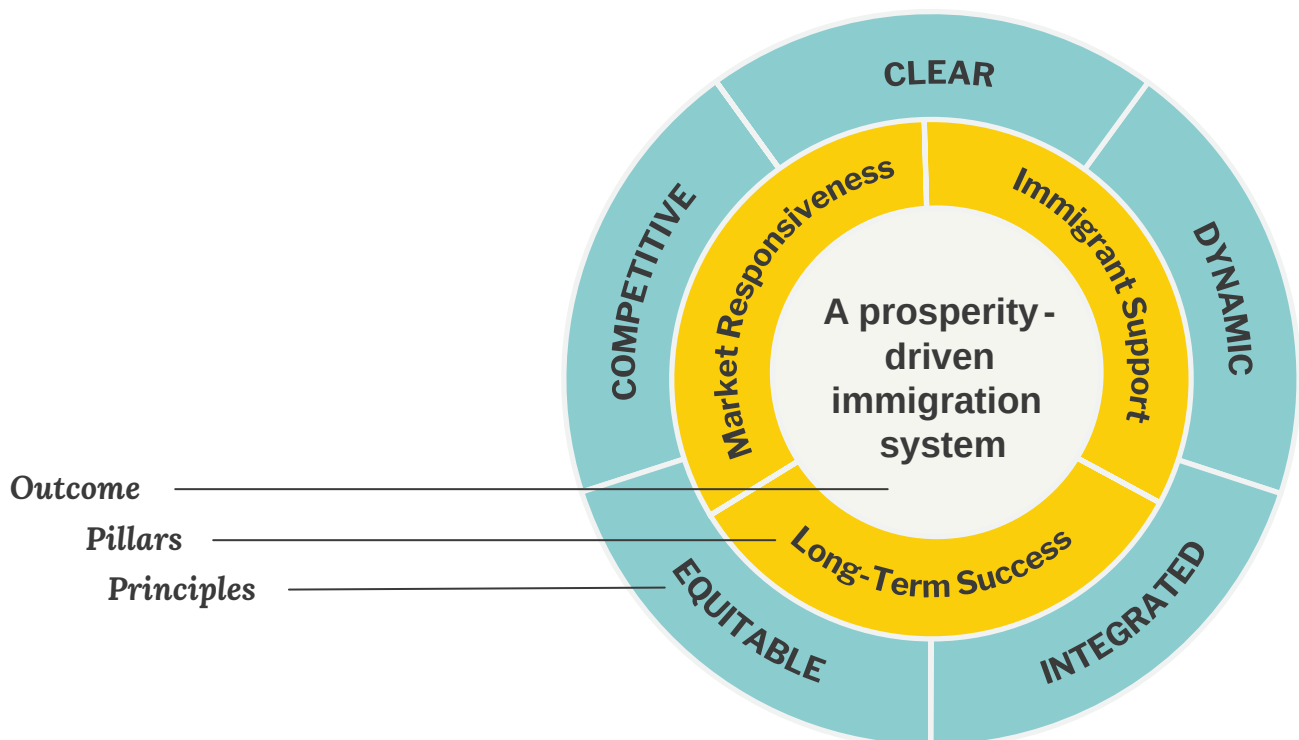 CLEAR
DYNAMIC
INTEGRATED
EQUITABLE
COMPETITIVE
Market Responsiveness
Immigrant Support
Long-Term Success
A prosperity-
driven
immigration
system
Outcome
Pillars
Principles